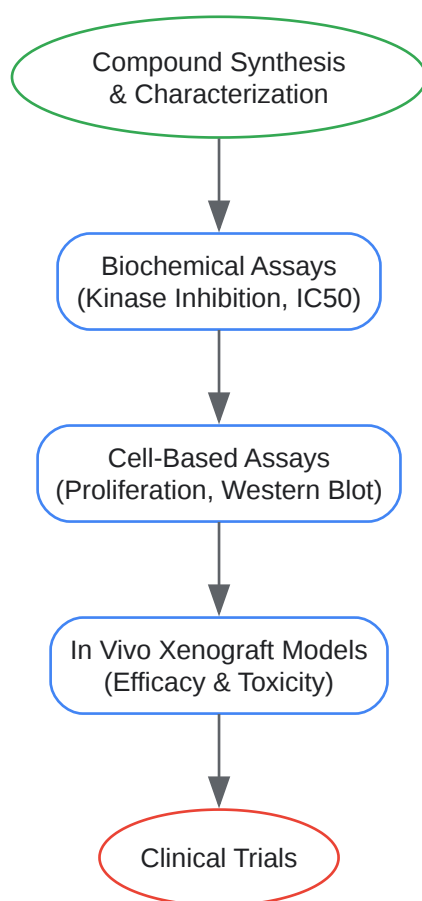 Compound Synthesis
& Characterization
Biochemical Assays
(Kinase Inhibition, IC50)
Cell-Based Assays
(Proliferation, Western Blot)
In Vivo Xenograft Models
(Efficacy & Toxicity)
Clinical Trials